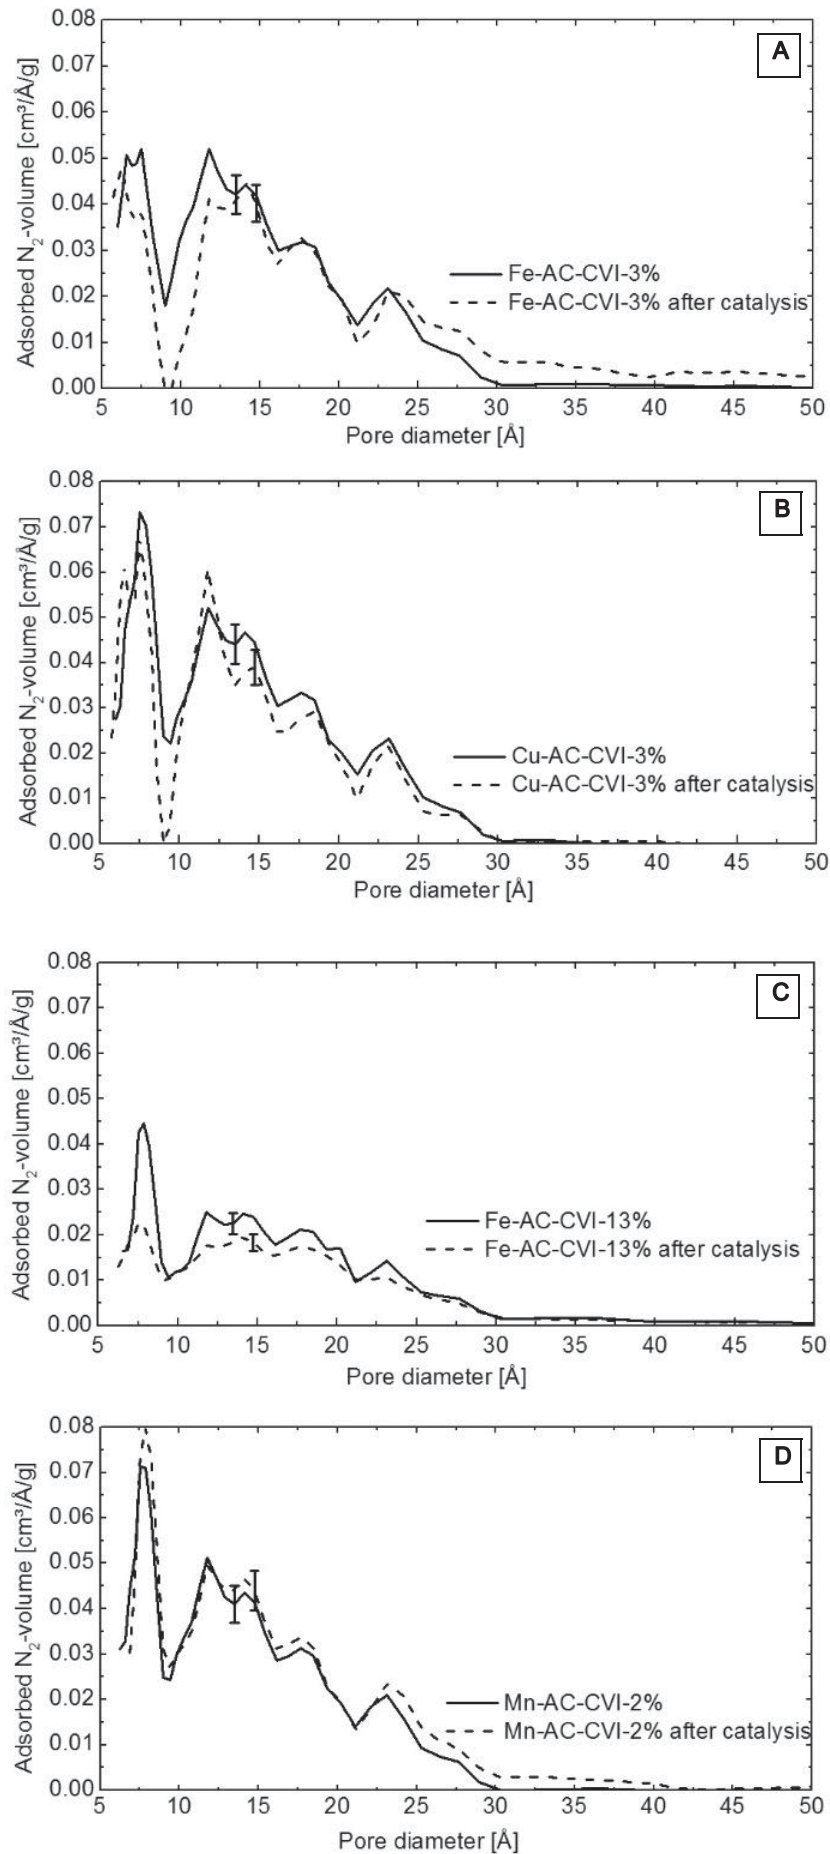 A
0.08
0.07
0.06
0.05
0.04
0.03
0.02
0.01
0.00
Adsorbed N₂-volume [cm³/Å/g]
Fe-AC-CVI-3%
Fe-AC-CVI-3% after catalysis
5 10 15 20 25 30 35 40 45 50
Pore diameter [Å]
B
0.08
0.07
0.06
0.05
0.04
0.03
0.02
0.01
0.00
Adsorbed N₂-volume [cm³/Å/g]
Cu-AC-CVI-3%
Cu-AC-CVI-3% after catalysis
5 10 15 20 25 30 35 40 45 50
Pore diameter [Å]
C
0.08
0.07
0.06
0.05
0.04
0.03
0.02
0.01
0.00
Adsorbed N₂-volume [cm³/Å/g]
Fe-AC-CVI-13%
Fe-AC-CVI-13% after catalysis
5 10 15 20 25 30 35 40 45 50
Pore diameter [Å]
D
0.08
0.07
0.06
0.05
0.04
0.03
0.02
0.01
0.00
Adsorbed N₂-volume [cm³/Å/g]
Mn-AC-CVI-2%
Mn-AC-CVI-2% after catalysis
5 10 15 20 25 30 35 40 45 50
Pore diameter [Å]